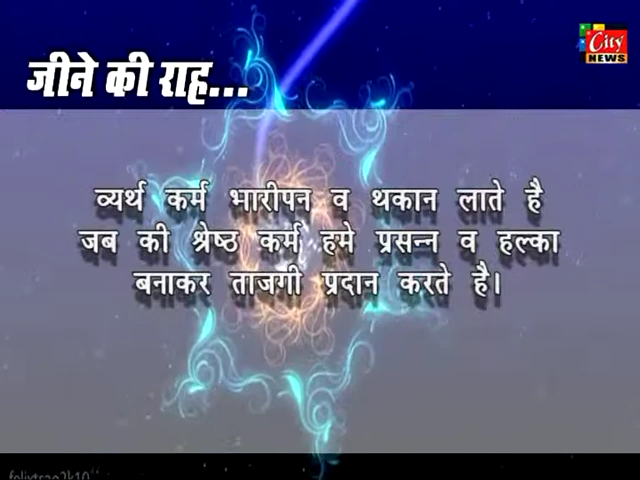 जीने की राह...
City
NEWS
व्यर्थ कर्म भारीपन व थकान लाते है
जब की श्रेष्ठ कर्म हमे प्रसन्न व हल्का
बनाकर ताजगी प्रदान करते है।